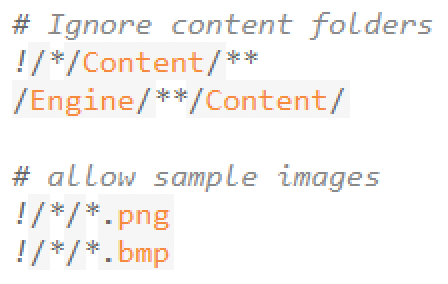 # Ignore content folders
!/*/Content/**
/Engine/**/Content/
# allow sample images
!/*/*.png
!/*/*.bmp